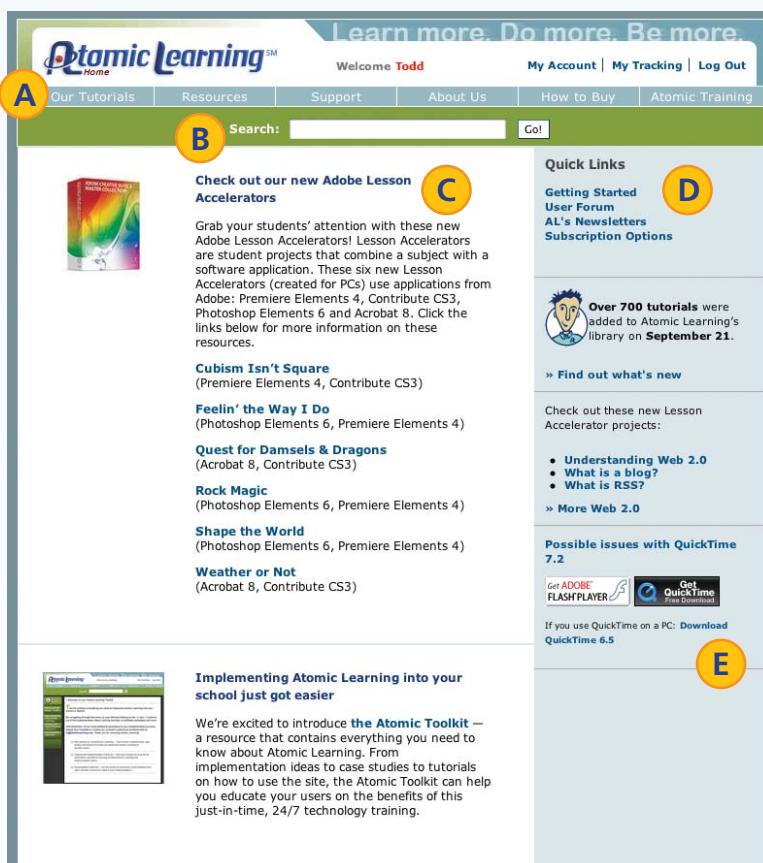 Learn more. Do more. Be more.
Atomic Learning SM
Home
Welcome Todd
My Account | My Tracking | Log Out
A
Our Tutorials Resources Support About Us How to Buy Atomic Training
B
Search: Go!
Check out our new Adobe Lesson
Accelerators
C
Grab your students’ attention with these new
Adobe Lesson Accelerators! Lesson Accelerators
are student projects that combine a subject with a
software application. These six new Lesson
Accelerators (created for PCs) use applications from
Adobe: Premiere Elements 4, Contribute CS3,
Photoshop Elements 6 and Acrobat 8. Click the
links below for more information on these
resources.
Cubism Isn’t Square
(Premiere Elements 4, Contribute CS3)
Feelin’ the Way I Do
(Photoshop Elements 6, Premiere Elements 4)
Quest for Damsels & Dragons
(Acrobat 8, Contribute CS3)
Rock Magic
(Photoshop Elements 6, Premiere Elements 4)
Shape the World
(Photoshop Elements 6, Premiere Elements 4)
Weather or Not
(Acrobat 8, Contribute CS3)
Implementing Atomic Learning into your
school just got easier
We’re excited to introduce the Atomic Toolkit —
a resource that contains everything you need to
know about Atomic Learning. From
implementation ideas to case studies to tutorials
on how to use the site, the Atomic Toolkit can help
you educate your users on the benefits of this
just-in-time, 24/7 technology training.
Quick Links
D
Getting Started
User Forum
AL's Newsletters
Subscription Options
Over 700 tutorials were
added to Atomic Learning’s
library on September 21.
» Find out what's new
Check out these new Lesson
Accelerator projects:
• Understanding Web 2.0
• What is a blog?
• What is RSS?
» More Web 2.0
Possible issues with QuickTime
7.2
Get ADOBE®
FLASH® PLAYER
Get
QuickTime
Free Download
If you use QuickTime on a PC: Download
QuickTime 6.5
E